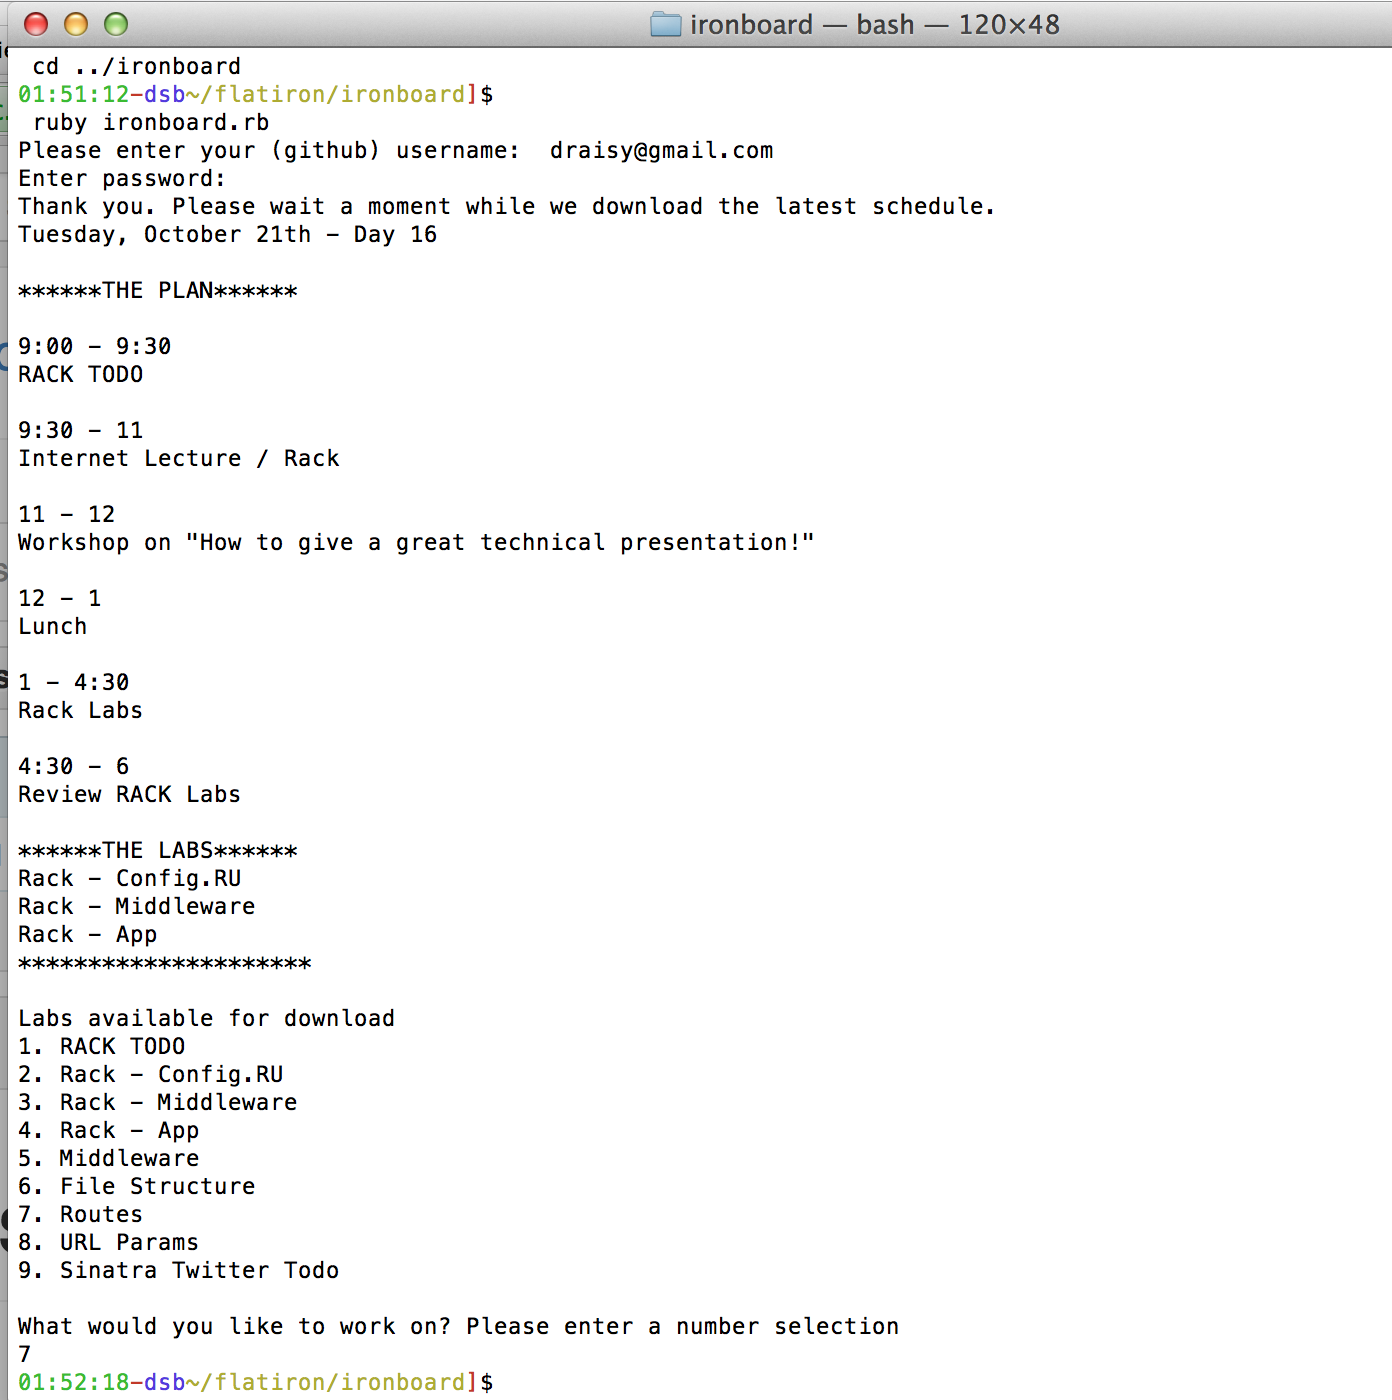 ironboard — bash — 120×48
cd ../ironboard
01:51:12-dsb~/flatiron/ironboard]$
ruby ironboard.rb
Please enter your (github) username:  draisy@gmail.com
Enter password:
Thank you. Please wait a moment while we download the latest schedule.
Tuesday, October 21th - Day 16
******THE PLAN******
9:00 - 9:30
RACK TODO
9:30 - 11
Internet Lecture / Rack
11 - 12
Workshop on "How to give a great technical presentation!"
12 - 1
Lunch
1 - 4:30
Rack Labs
4:30 - 6
Review RACK Labs
******THE LABS******
Rack - Config.RU
Rack - Middleware
Rack - App
*********************
Labs available for download
1. RACK TODO
2. Rack - Config.RU
3. Rack - Middleware
4. Rack - App
5. Middleware
6. File Structure
7. Routes
8. URL Params
9. Sinatra Twitter Todo
What would you like to work on? Please enter a number selection
7
01:52:18-dsb~/flatiron/ironboard]$